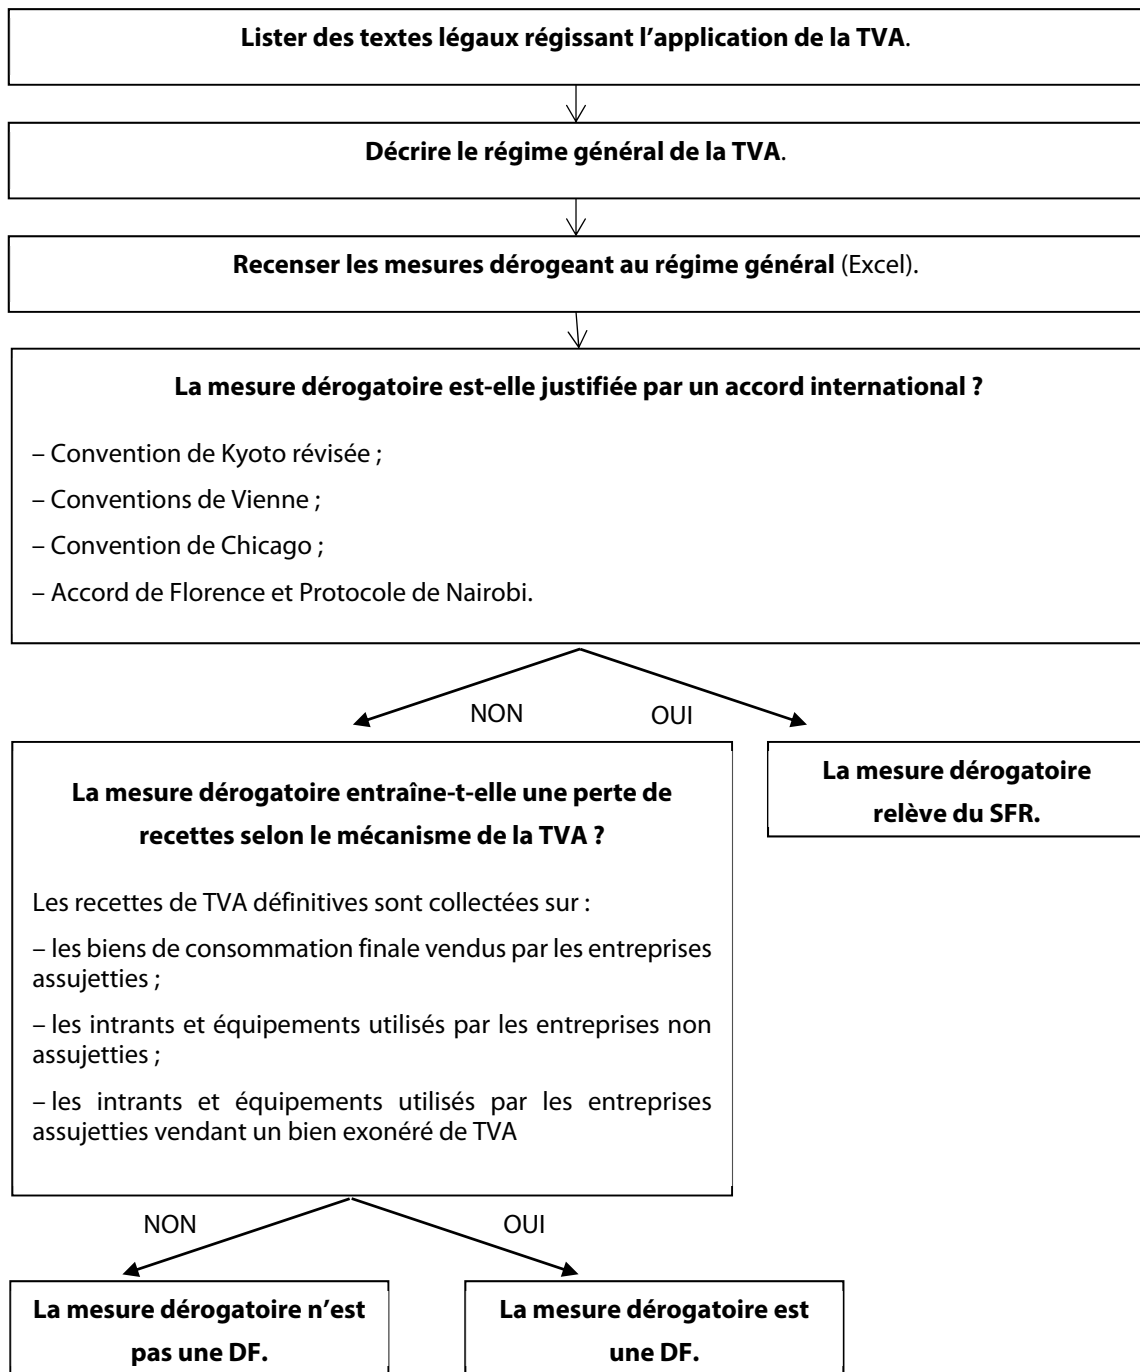 Lister des textes légaux régissant l’application de la TVA.
Décrire le régime général de la TVA.
Recenser les mesures dérogeant au régime général (Excel).
La mesure dérogatoire est-elle justifiée par un accord international ?
– Convention de Kyoto révisée ;
– Conventions de Vienne ;
– Convention de Chicago ;
– Accord de Florence et Protocole de Nairobi.
NON
OUI
La mesure dérogatoire entraîne-t-elle une perte de
recettes selon le mécanisme de la TVA ?
Les recettes de TVA définitives sont collectées sur :
– les biens de consommation finale vendus par les entreprises
assujetties ;
– les intrants et équipements utilisés par les entreprises non
assujetties ;
– les intrants et équipements utilisés par les entreprises
assujetties vendant un bien exonéré de TVA
La mesure dérogatoire
relève du SFR.
NON
OUI
La mesure dérogatoire n’est
pas une DF.
La mesure dérogatoire est
une DF.